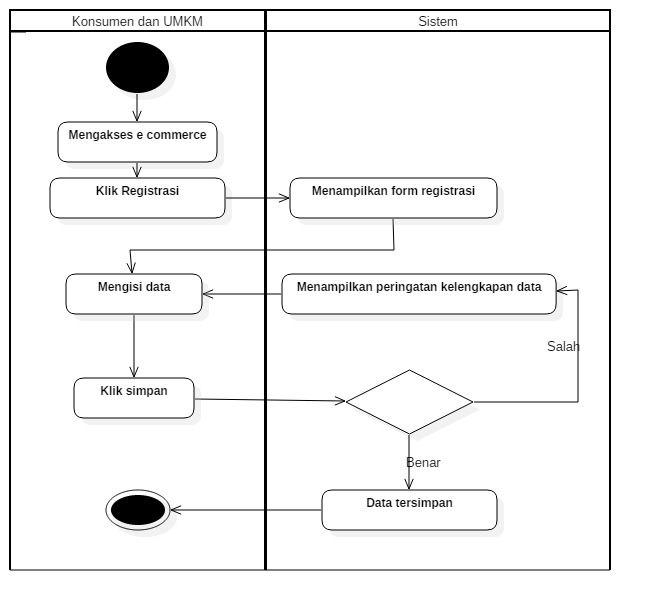 Konsumen dan UMKM
Sistem
Mengakses e commerce
Klik Registrasi
Menampilkan form registrasi
Mengisi data
Menampilkan peringatan kelengkapan data
Salah
Klik simpan
Benar
Data tersimpan